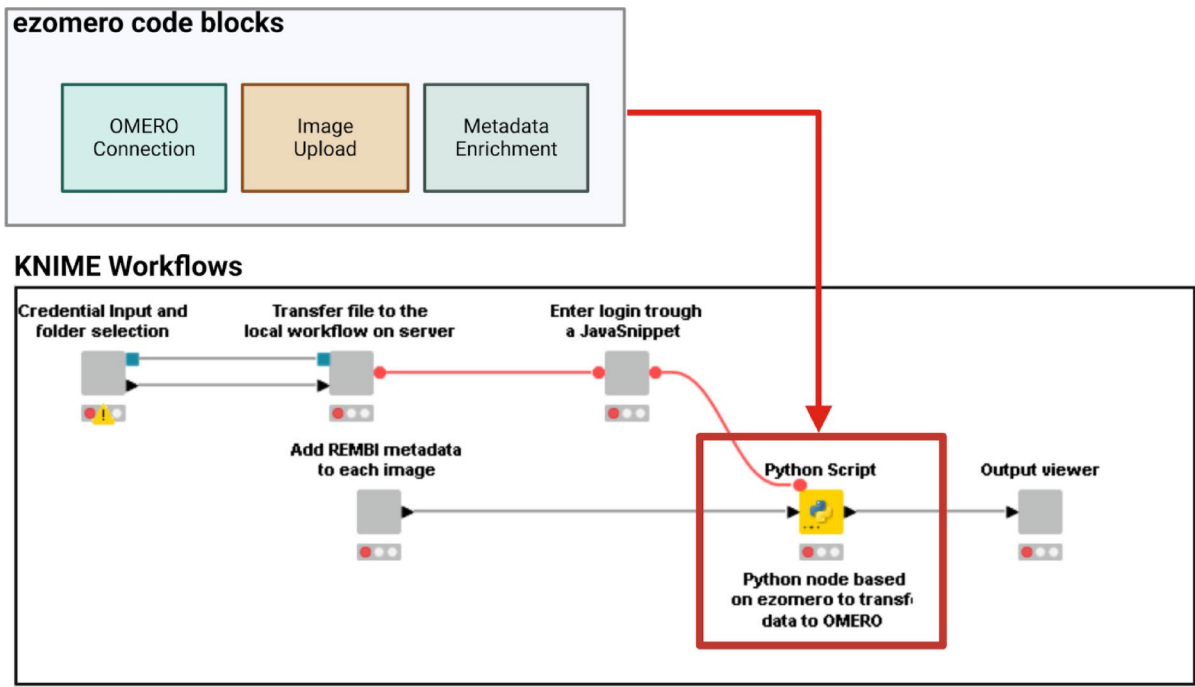 ezomero code blocks
OMERO
Connection
Image
Upload
Metadata
Enrichment
KNIME Workflows
Credential Input and
folder selection
Transfer file to the
local workflow on server
Enter login trough
a JavaSnippet
Add REMBI metadata
to each image
Python Script
Output viewer
Python node based
on ezomero to transf
data to OMERO